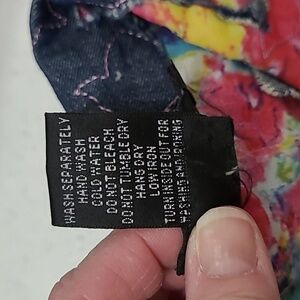 WASH SEPARATELY
HAND WASH
COLD WATER
DO NOT BLEACH
DO NOT TUMBLE DRY
HANG DRY
LOW IRON
TURN INSIDE OUT FOR
WASHING AND IRONING